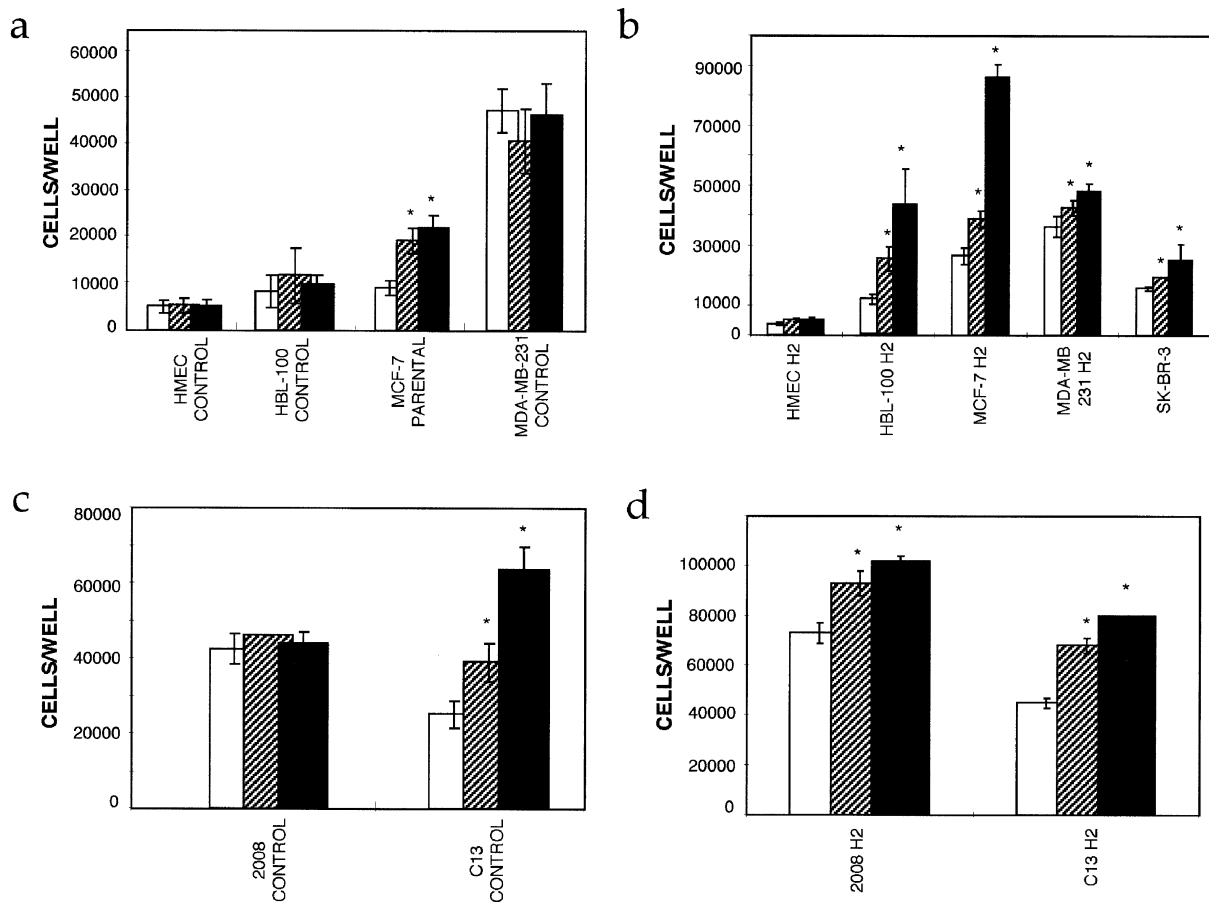 a
60000
50000
40000
30000
20000
10000
0
CELLS/WELL
*
*
HMEC
CONTROL
HBL-100
CONTROL
MCF-7
PARENTAL
MDA-MB-231
CONTROL
b
90000
70000
50000
30000
10000
0
CELLS/WELL
*
*
*
*
*
*
*
*
HMEC H2
HBL-100 H2
MCF-7 H2
MDA-MB
231 H2
SK-BR-3
c
80000
60000
40000
20000
0
CELLS/WELL
*
*
2008
CONTROL
C13
CONTROL
d
100000
80000
60000
40000
20000
0
CELLS/WELL
*
*
*
*
2008 H2
C13 H2